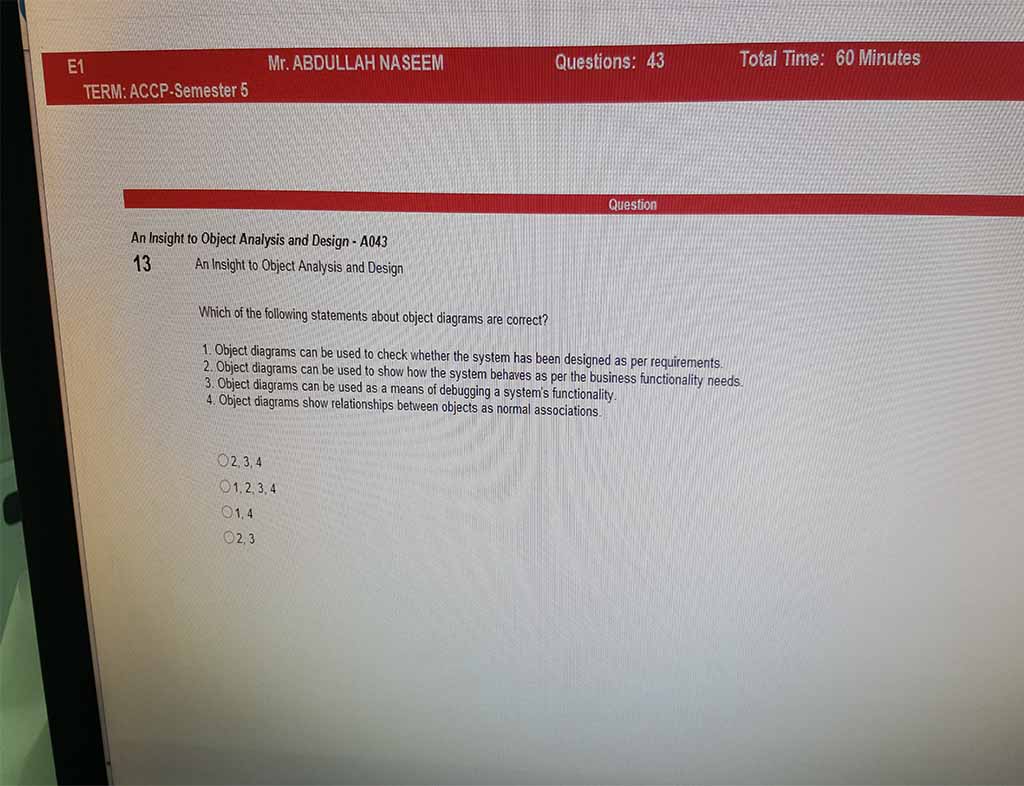 E1 Mr. ABDULLAH NASEEM Questions: 43 Total Time: 60 Minutes
TERM: ACCP-Semester 5
Question
An Insight to Object Analysis and Design - A043
13 An Insight to Object Analysis and Design
Which of the following statements about object diagrams are correct?
1. Object diagrams can be used to check whether the system has been designed as per requirements.
2. Object diagrams can be used to show how the system behaves as per the business functionality needs.
3. Object diagrams can be used as a means of debugging a system's functionality.
4. Object diagrams show relationships between objects as normal associations.
2, 3, 4
1, 2, 3, 4
1, 4
2, 3